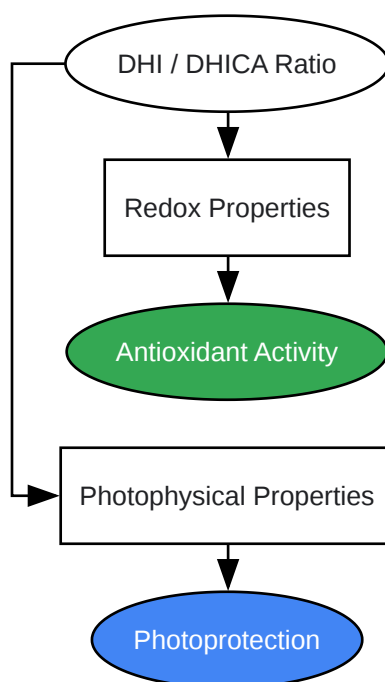 DHI / DHICA Ratio
Redox Properties
Antioxidant Activity
Photophysical Properties
Photoprotection